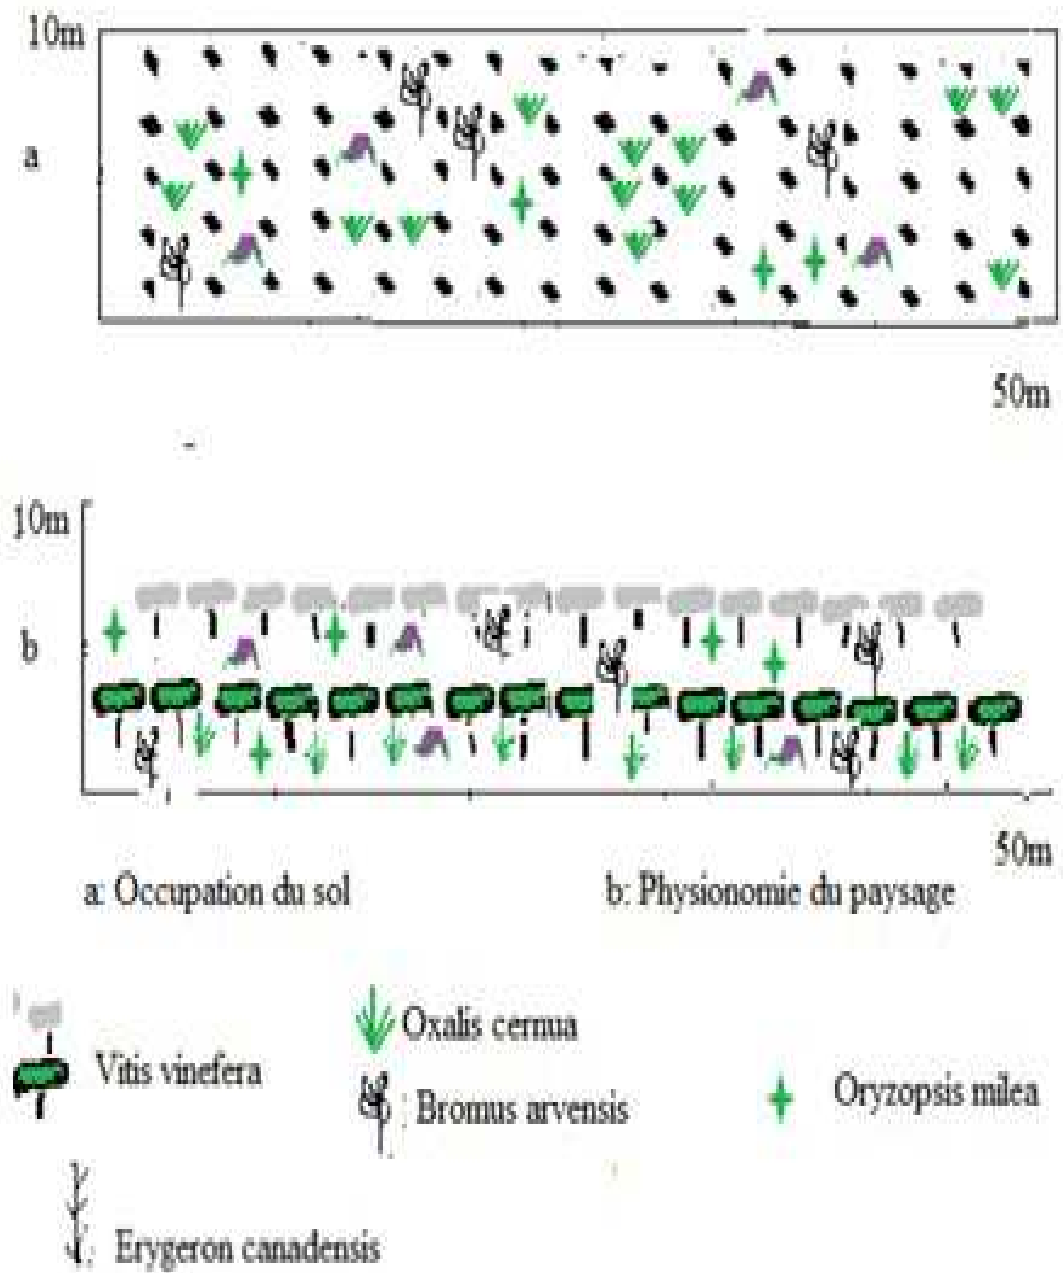 10m
a
50m
10m
b
50m
a: Occupation du sol
b: Physionomie du paysage
Oxalis cernua
Vitis vinefera
: Bromus arvensis
Oryzopsis milea
: Erygeron canadensis